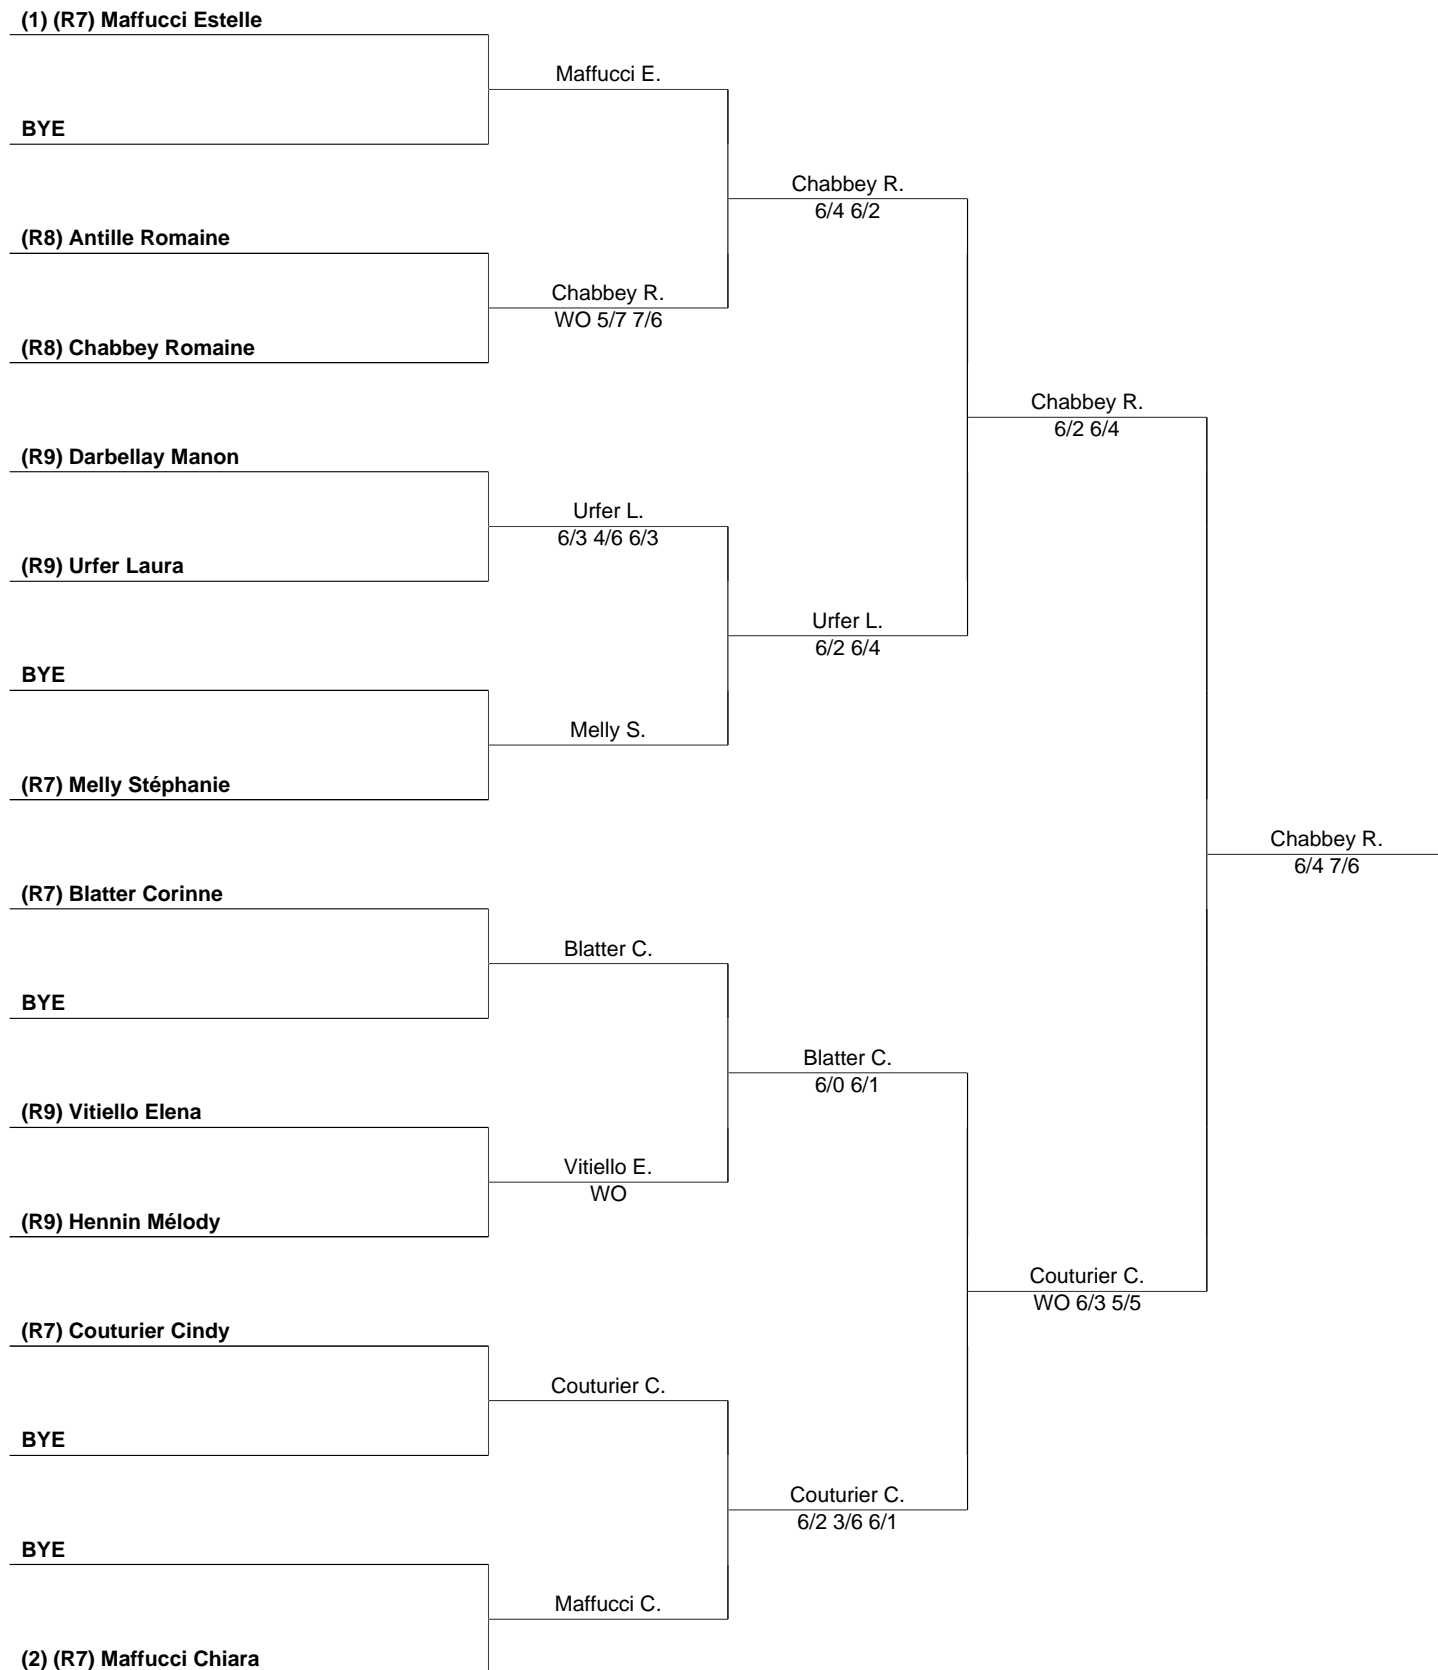 (1) (R7) Maffucci Estelle
Maffucci E.
BYE
Chabbey R.
6/4 6/2
(R8) Antille Romaine
Chabbey R.
WO 5/7 7/6
(R8) Chabbey Romaine
Chabbey R.
6/2 6/4
(R9) Darbellay Manon
Urfer L.
6/3 4/6 6/3
(R9) Urfer Laura
Urfer L.
6/2 6/4
BYE
Melly S.
(R7) Melly Stéphanie
Chabbey R.
6/4 7/6
(R7) Blatter Corinne
Blatter C.
BYE
Blatter C.
6/0 6/1
(R9) Vitiello Elena
Vitiello E.
WO
(R9) Hennin Mélody
Couturier C.
WO 6/3 5/5
(R7) Couturier Cindy
Couturier C.
BYE
Couturier C.
6/2 3/6 6/1
BYE
Maffucci C.
(2) (R7) Maffucci Chiara